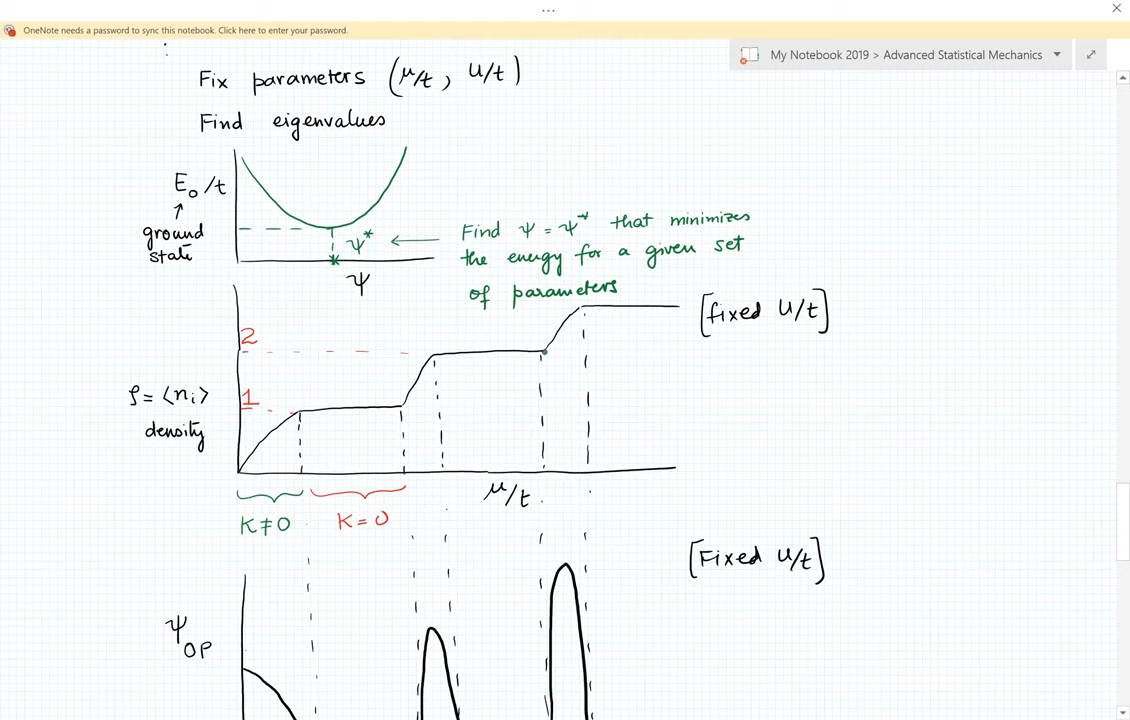 OneNote needs a password to sync this notebook. Click here to enter your password.
My Notebook 2019 > Advanced Statistical Mechanics
Fix parameters (μ/t, U/t)
Find eigenvalues
E₀/t
↑
ground
state
ψ*
ψ
← Find ψ = ψ* that minimizes
the energy for a given set
of parameters
[fixed U/t]
2
1
ρ = ⟨nᵢ⟩
density
μ/t
K ≠ 0
K = 0
[Fixed U/t]
Ψ
OP